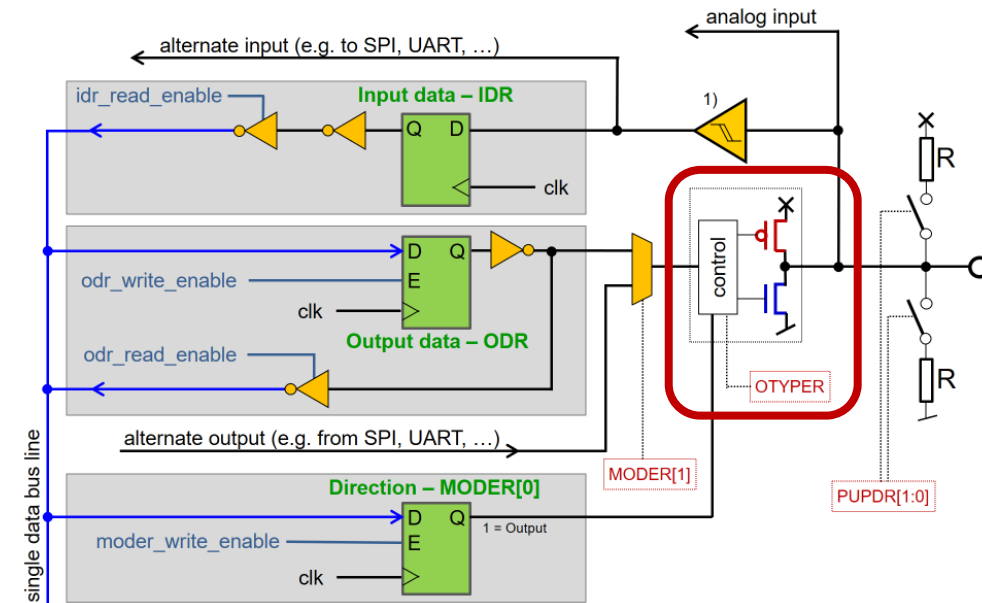 analog input
alternate input (e.g. to SPI, UART, …)
idr_read_enable
Input data – IDR
1)
Q D
clk
R
D Q
odr_write_enable
E
clk
control
Output data – ODR
odr_read_enable
OTYPER
R
alternate output (e.g. from SPI, UART, …)
MODER[1]
PUPDR[1:0]
Direction – MODER[0]
D Q
1 = Output
moder_write_enable
E
clk
single data bus line